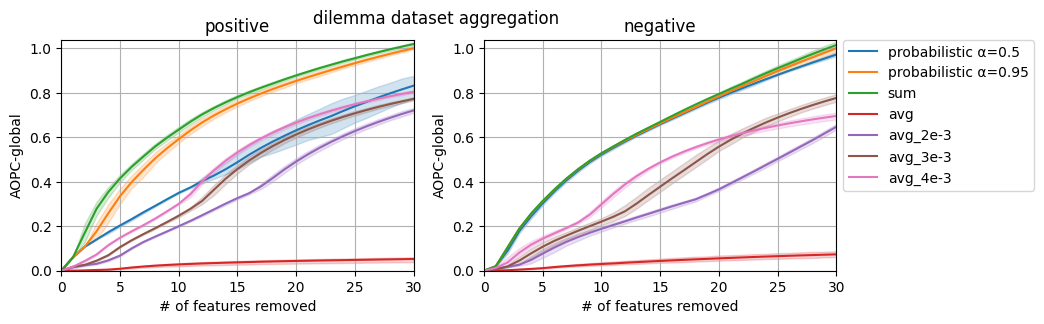 dilemma dataset aggregation
positive
negative
AOPC-global
1.0
0.8
0.6
0.4
0.2
0.0
0
5
10
15
20
25
30
# of features removed
AOPC-global
1.0
0.8
0.6
0.4
0.2
0.0
0
5
10
15
20
25
30
# of features removed
probabilistic α=0.5
probabilistic α=0.95
sum
avg
avg_2e-3
avg_3e-3
avg_4e-3